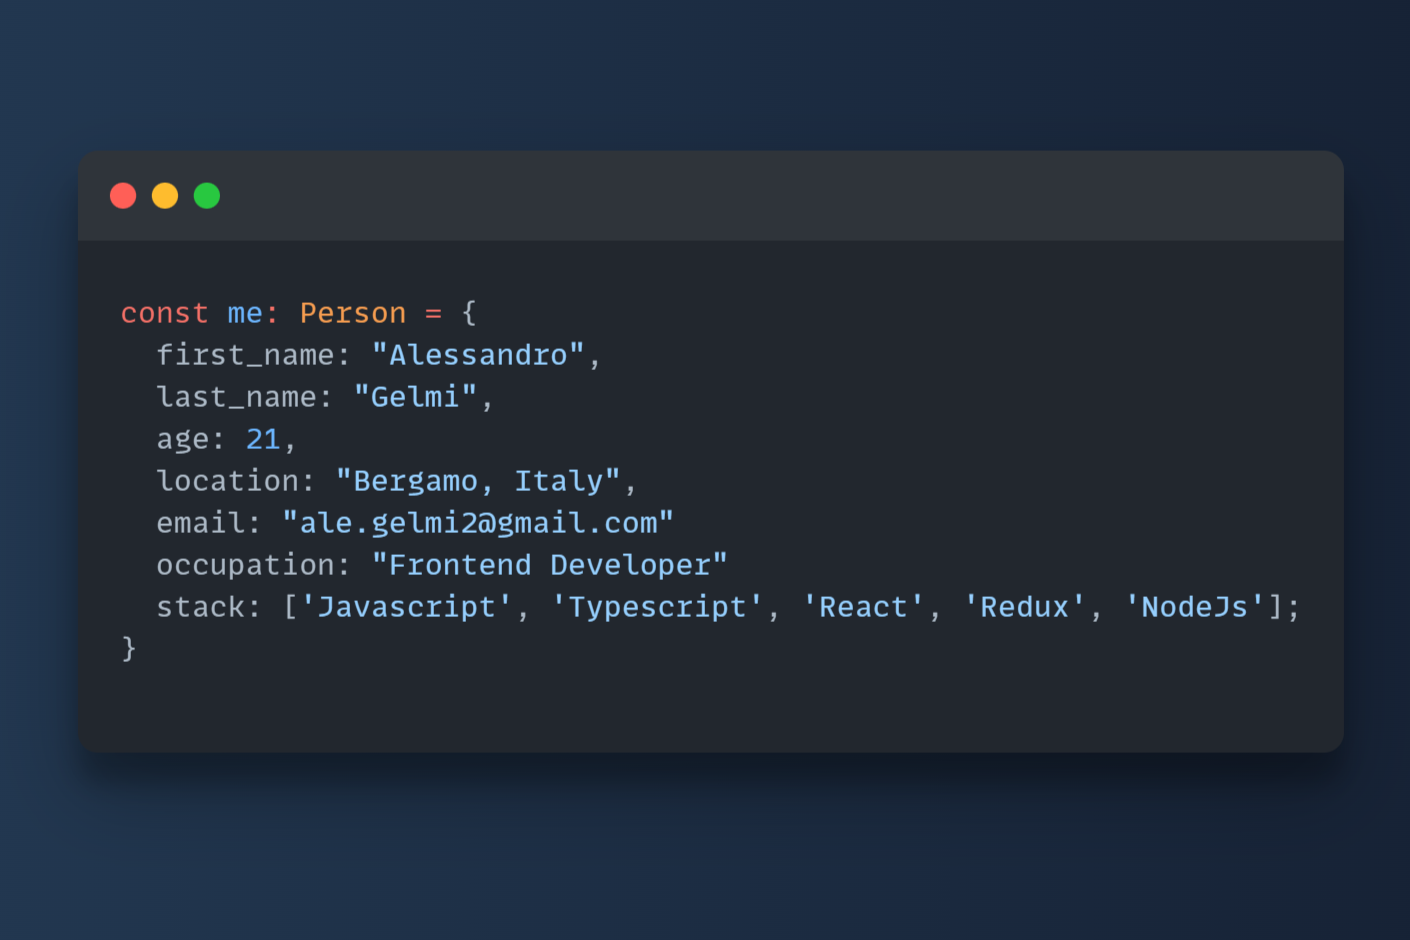 const me: Person = {
  first_name: "Alessandro",
  last_name: "Gelmi",
  age: 21,
  location: "Bergamo, Italy",
  email: "ale.gelmi2@gmail.com"
  occupation: "Frontend Developer"
  stack: ['Javascript', 'Typescript', 'React', 'Redux', 'NodeJs'];
}